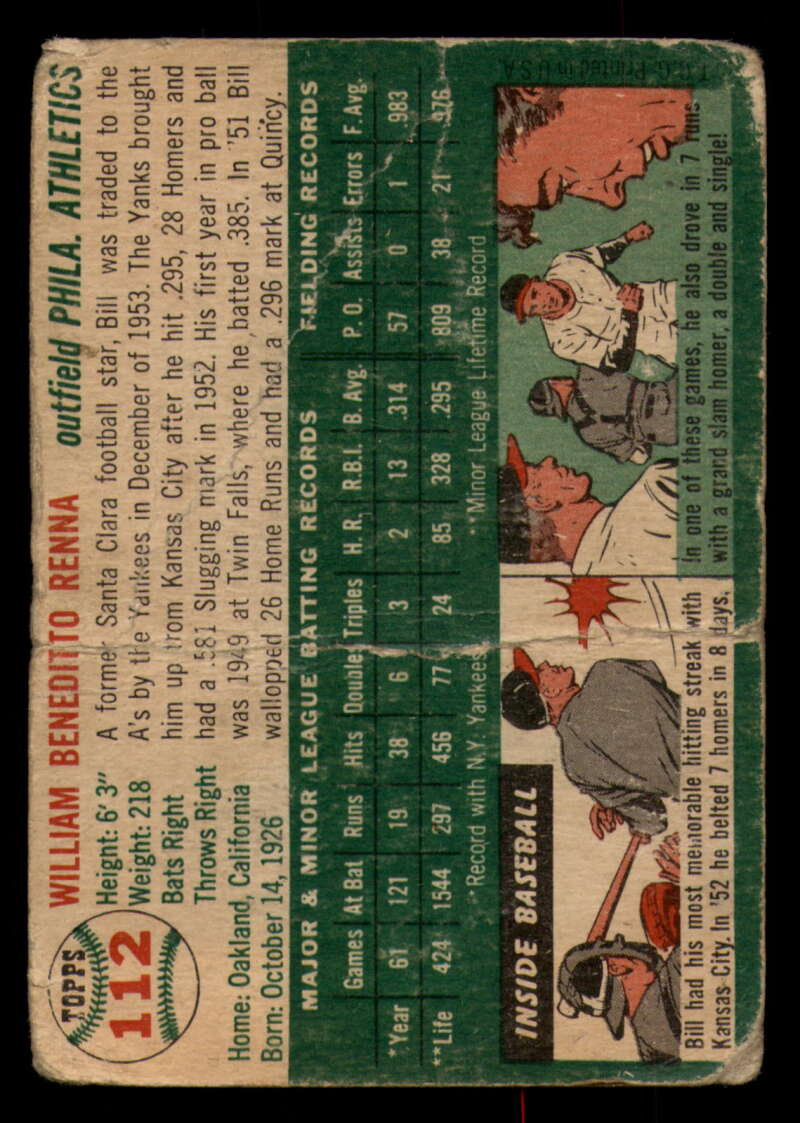 TOPPS
112
WILLIAM BENEDITTO RENNA
outfield PHILA. ATHLETICS
Height: 6' 3"
Weight: 218
Bats Right
Throws Right
Home: Oakland, California
Born: October 14, 1926
A former Santa Clara football star, Bill was traded to the
A's by the Yankees in December of 1953. The Yanks brought
him up from Kansas City after he hit .295, 28 Homers and
had a .581 Slugging mark in 1952. His first year in pro ball
was 1949 at Twin Falls, where he batted .385. In '51 Bill
wallopped 26 Home Runs and had a .296 mark at Quincy.
MAJOR & MINOR LEAGUE BATTING RECORDS FIELDING RECORDS
Games At Bat Runs Hits Doubles Triples H. R. R.B.I. B. Avg. P. O. Assists Errors F. Avg.
*Year 61 121 19 38 6 3 2 13 .314 57 0 1 .983
**Life 424 1544 297 456 77 24 85 328 .295 809 38 21 .976
*Record with N.Y. Yankees **Minor League Lifetime Record
INSIDE BASEBALL
Bill had his most memorable hitting streak with
Kansas City. In '52 he belted 7 homers in 8 days.
In one of these games, he also drove in 7 runs
with a grand slam homer, a double and single!
T.C.G. Printed in U S A